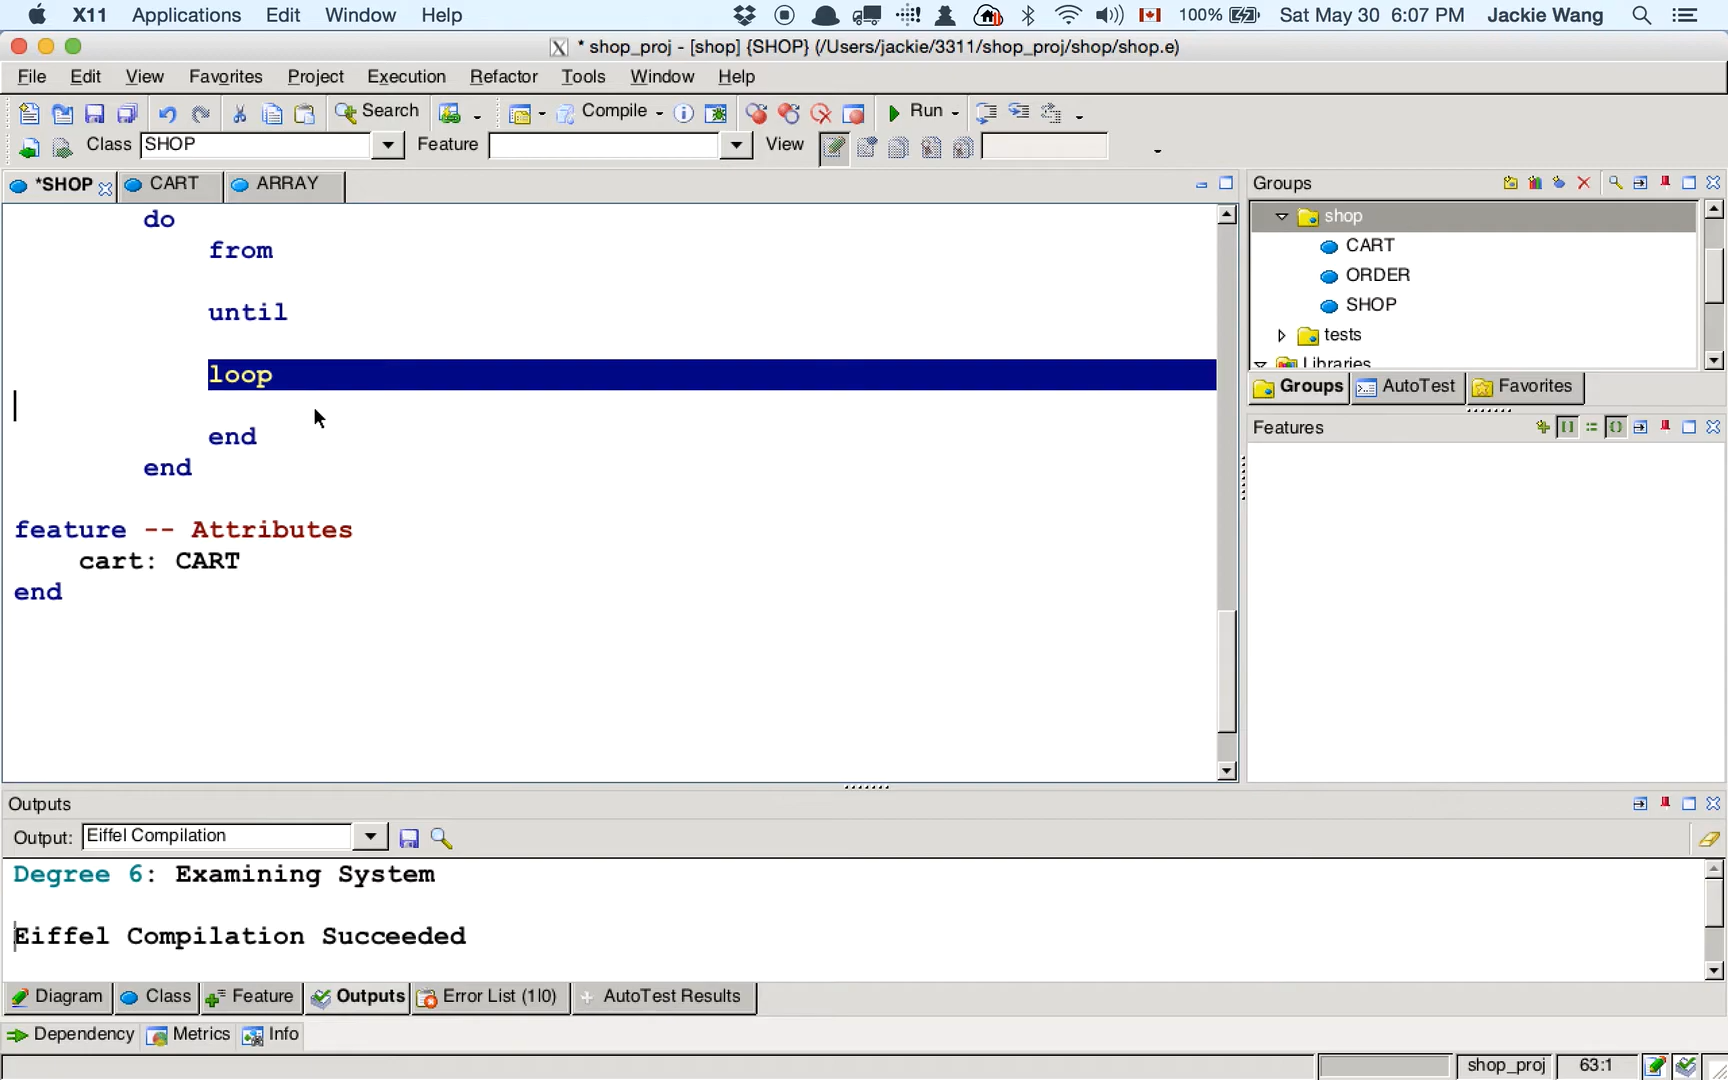 X11 Applications Edit Window Help 100% Sat May 30 6:07 PM Jackie Wang
* shop_proj - [shop] {SHOP} (/Users/jackie/3311/shop_proj/shop/shop.e)
File Edit View Favorites Project Execution Refactor Tools Window Help
Search Compile Run
Class SHOP Feature View
*SHOP CART ARRAY
Groups
do
from
until
loop
end
end
feature -- Attributes
cart: CART
end
shop
CART
ORDER
SHOP
tests
Libraries
Groups AutoTest Favorites
Features
Outputs
Output: Eiffel Compilation
Degree 6: Examining System
Eiffel Compilation Succeeded
Diagram Class Feature Outputs Error List (1|0) AutoTest Results
Dependency Metrics Info
shop_proj 63:1